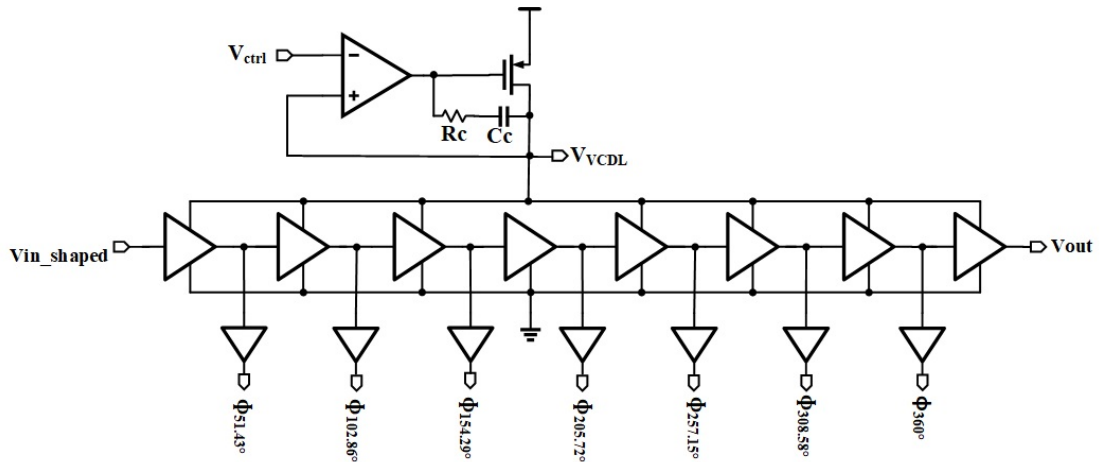 Vctrl
−
+
Rc
Cc
VVCDL
Vin_shaped
Vout
Φ51.43°
Φ102.86°
Φ154.29°
Φ205.72°
Φ257.15°
Φ308.58°
Φ360°